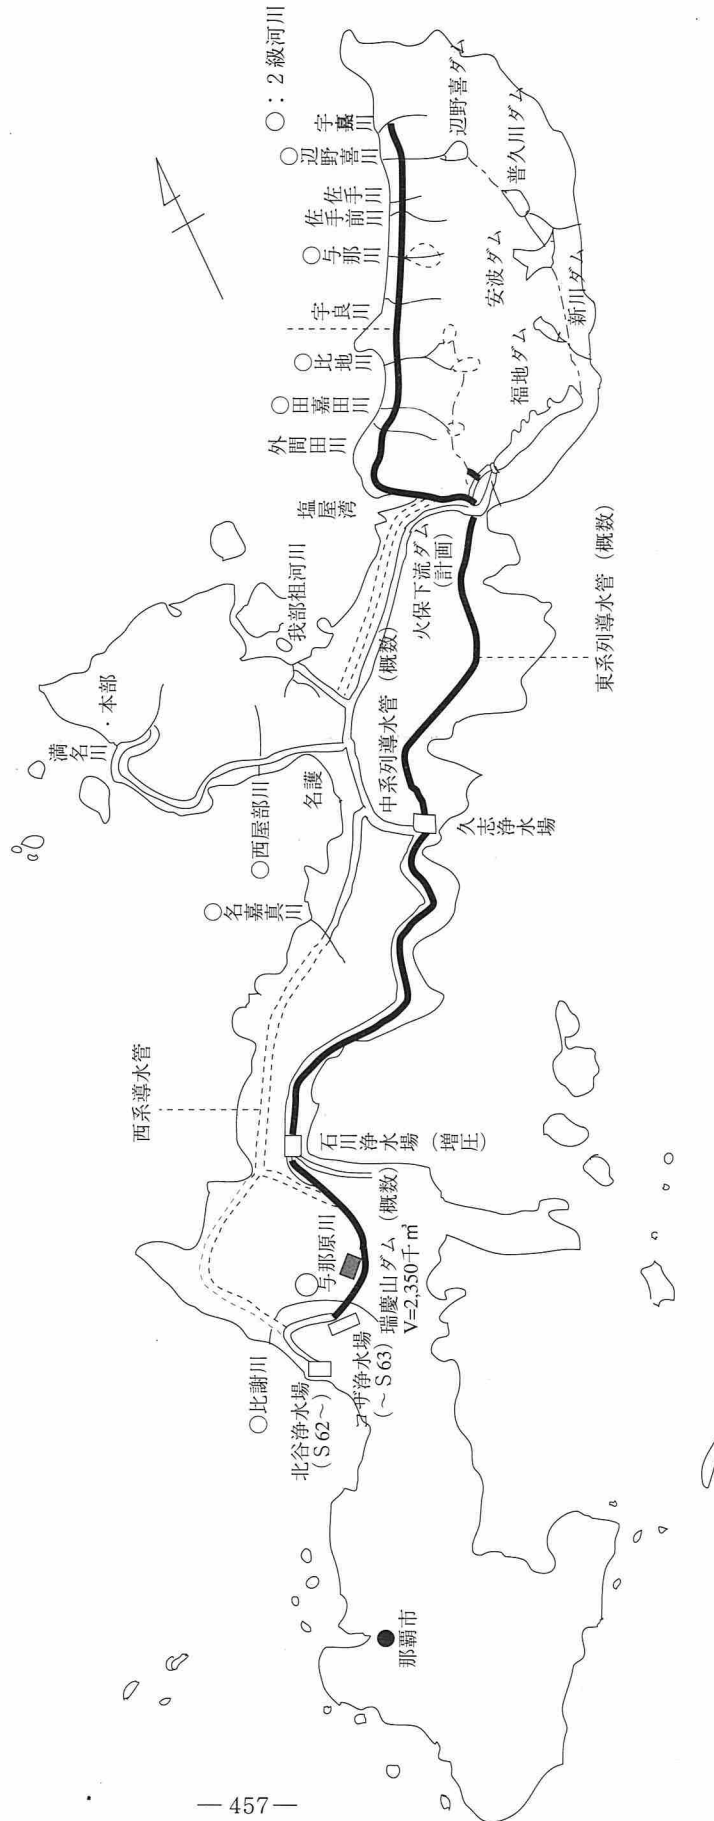 ○：2級河川
宇嘉川
○辺野喜川
佐手川
佐手前川
○与那川
宇良川
○比地川
○田嘉田川
外間田川
塩屋湾
辺野喜ダム
普久川ダム
安波ダム
新川ダム
福地ダム
火保下流ダム
(計画)
我部祖河川
・本部
満名川
○西屋部川
名護
中系列導水管（概数）
東系列導水管（概数）
久志浄水場
○名嘉真川
西系導水管
石川浄水場
（増圧）
○与那原川
瑞慶山ダム（概数）
V=2,350千㎥
コザ浄水場
(～S63)
○比謝川
北谷浄水場
(S62～)
那覇市
—457—